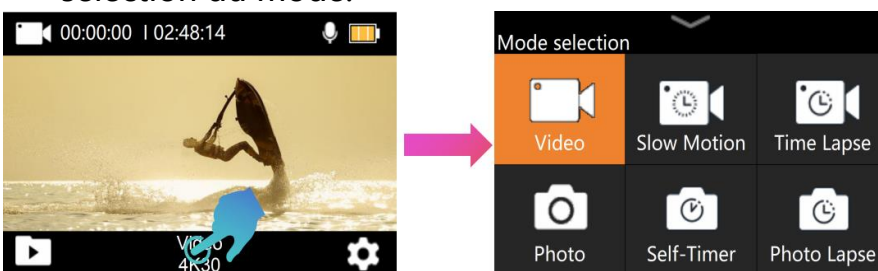 sélection du mode.
00:00:00 I 02:48:14
Video
4K30
Mode selection
Video
Slow Motion
Time Lapse
Photo
Self-Timer
Photo Lapse